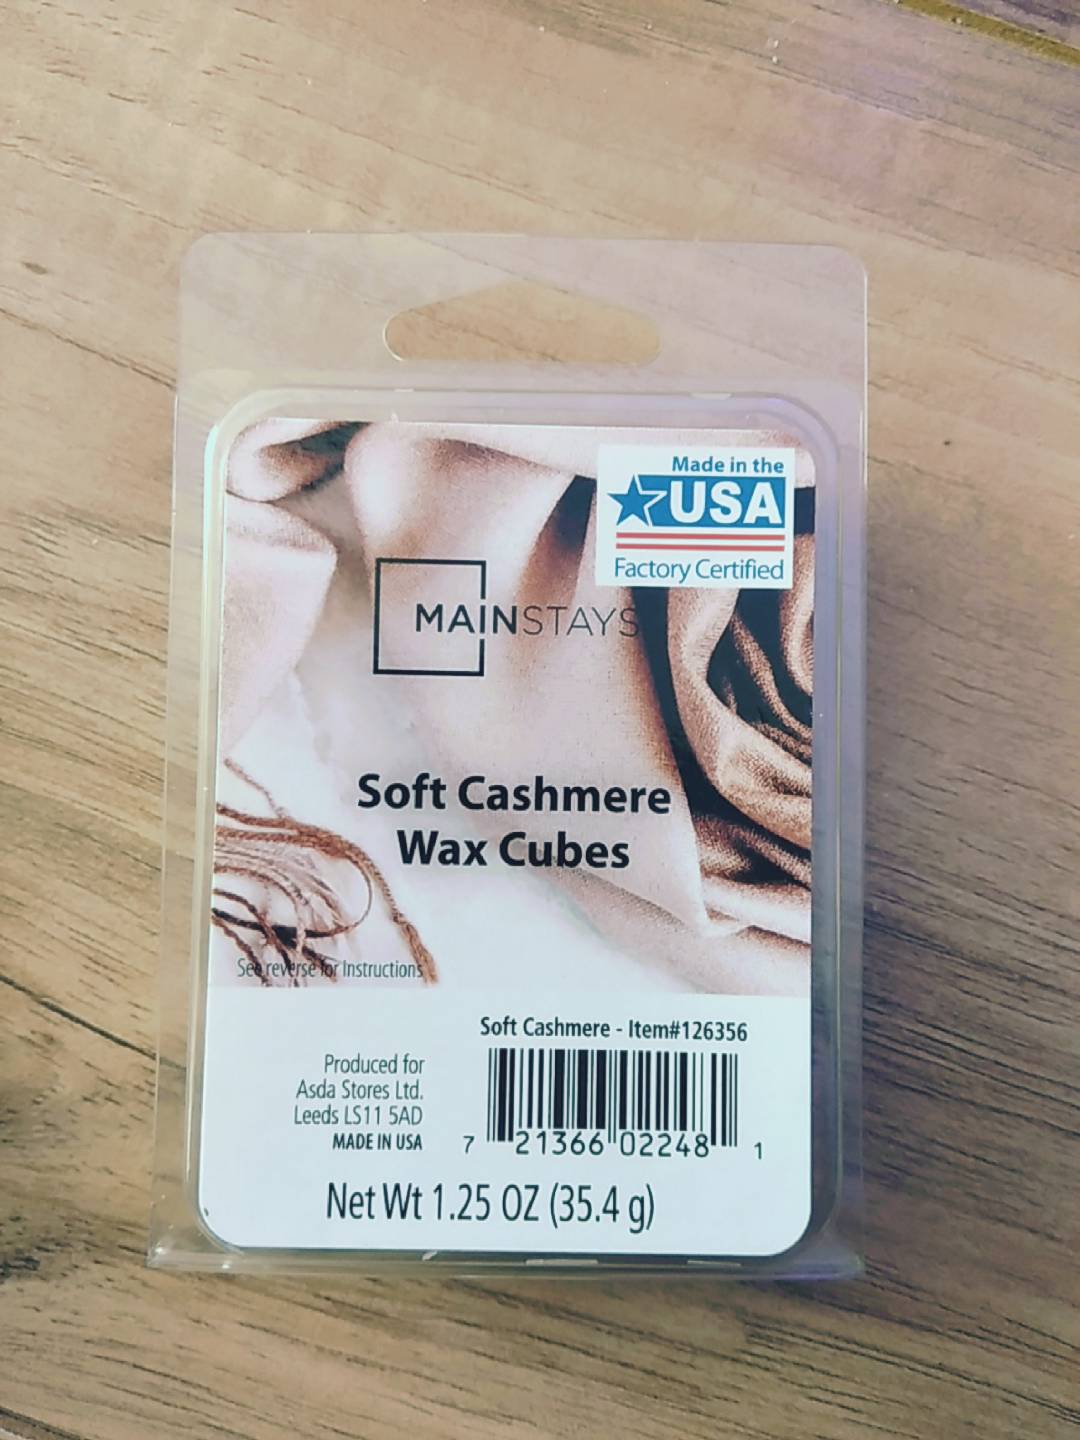 Made in the
USA
Factory Certified
MAINSTAYS
Soft Cashmere
Wax Cubes
See reverse for Instructions
Soft Cashmere - Item#126356
Produced for
Asda Stores Ltd.
Leeds LS11 5AD
MADE IN USA
7 21366 02248 1
Net Wt 1.25 OZ (35.4 g)